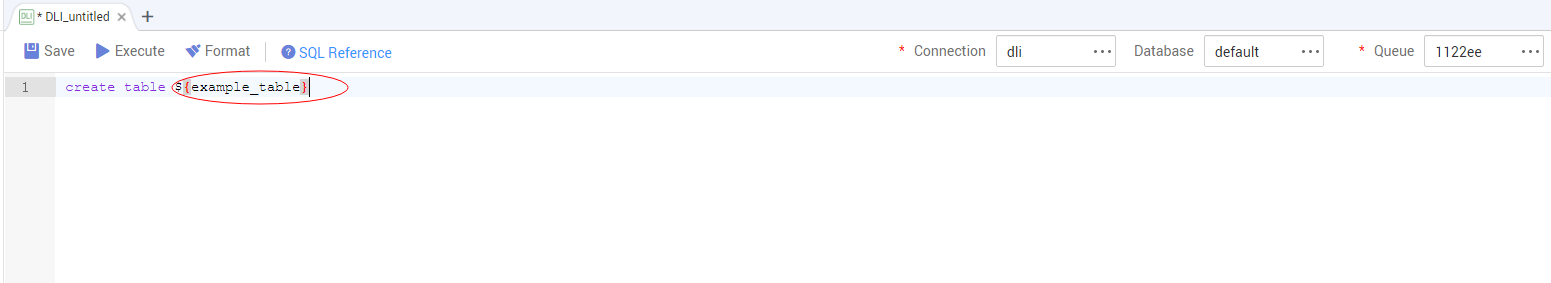 DLI * DLI_untitled × +
Save Execute Format ? SQL Reference * Connection dli ... Database default ... * Queue 1122ee ...
1 create table ${example_table}